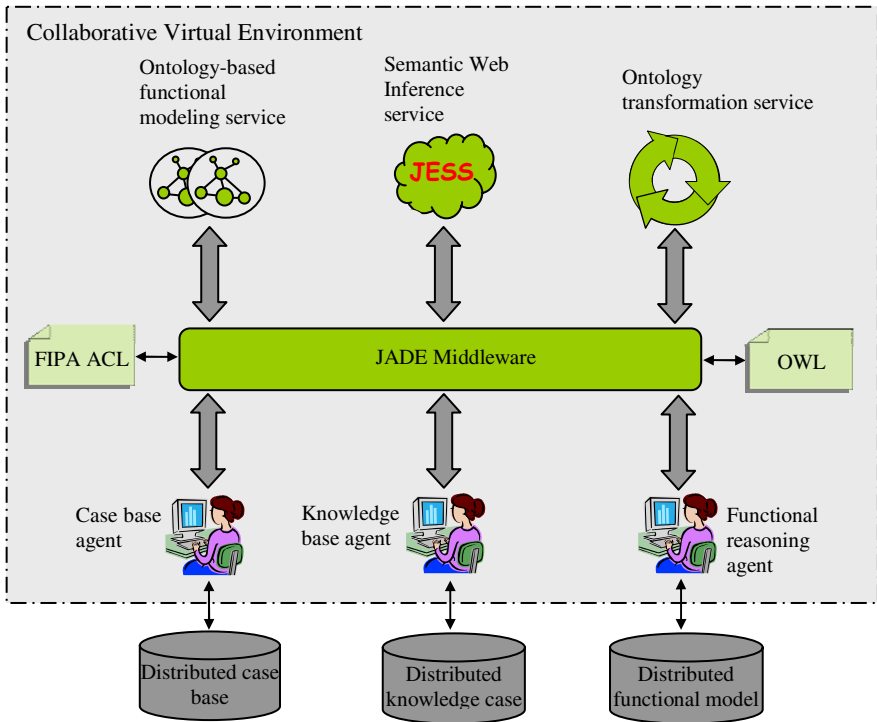 Collaborative Virtual Environment
Ontology-based
functional
modeling service
Semantic Web
Inference
service
Ontology
transformation service
JESS
FIPA ACL
JADE Middleware
OWL
Case base
agent
Knowledge
base agent
Functional
reasoning
agent
Distributed case
base
Distributed
knowledge case
Distributed
functional model